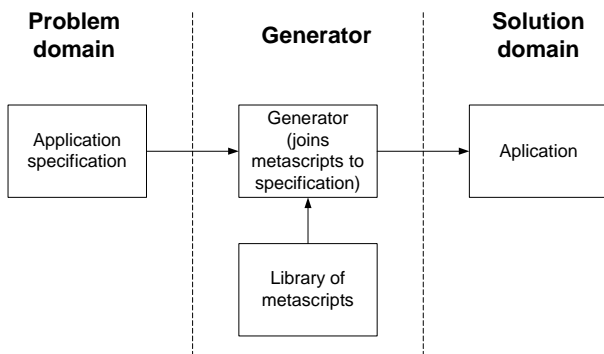 Problem
domain
Generator
Solution
domain
Application
specification
Generator
(joins
metascripts to
specification)
Aplication
Library of
metascripts